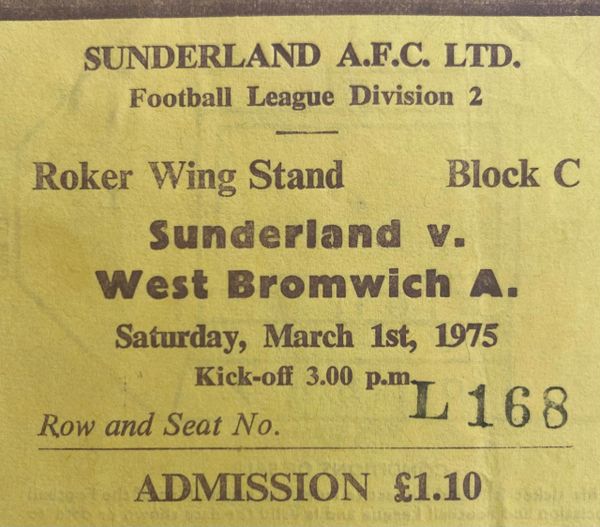 SUNDERLAND A.F.C. LTD.
Football League Division 2
Roker Wing Stand Block C
Sunderland v.
West Bromwich A.
Saturday, March 1st, 1975
Kick-off 3.00 p.m.
Row and Seat No. L 168
ADMISSION £1.10